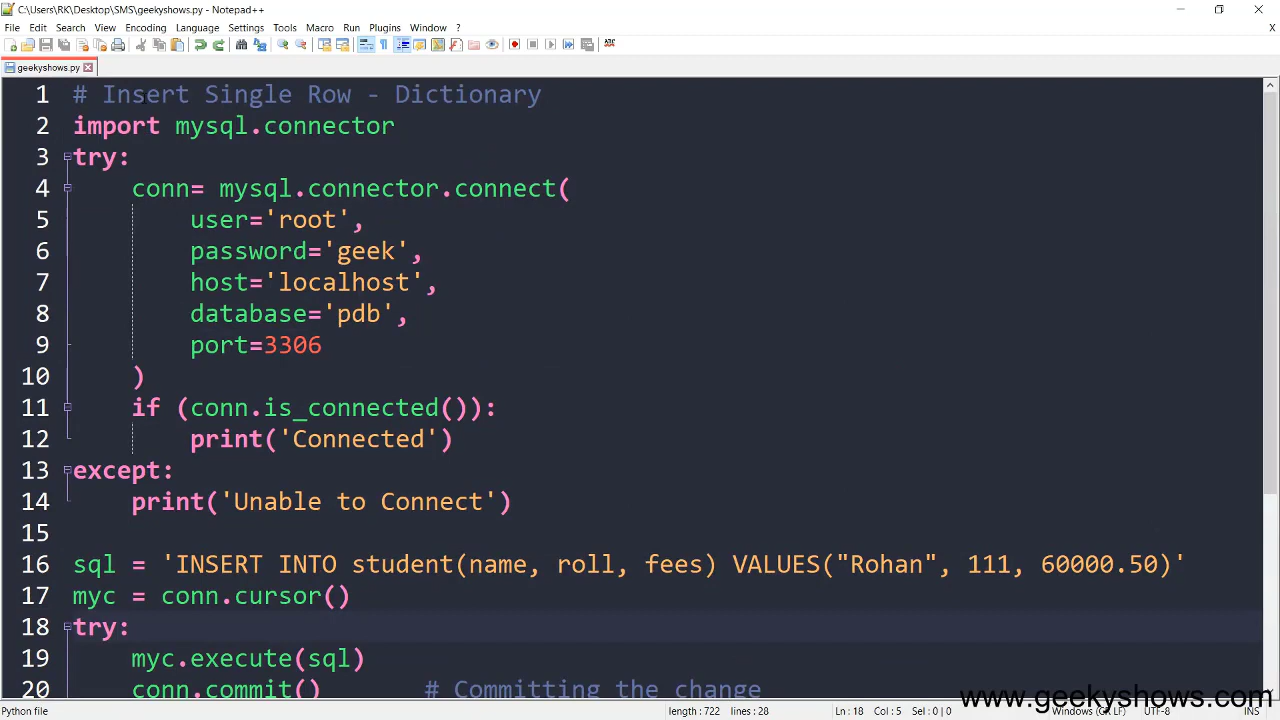 C:\Users\RK\Desktop\SMS\geekyshows.py - Notepad++
File Edit Search View Encoding Language Settings Tools Macro Run Plugins Window ?
X
geekyshows.py
1 # Insert Single Row - Dictionary
2 import mysql.connector
3 try:
4 conn= mysql.connector.connect(
5 user='root',
6 password='geek',
7 host='localhost',
8 database='pdb',
9 port=3306
10 )
11 if (conn.is_connected()):
12 print('Connected')
13 except:
14 print('Unable to Connect')
15
16 sql = 'INSERT INTO student(name, roll, fees) VALUES("Rohan", 111, 60000.50)'
17 myc = conn.cursor()
18 try:
19 myc.execute(sql)
20 conn.commit() # Committing the change
www.geekyshows.com
Python file length : 722 lines : 28 Ln : 18 Col : 5 Sel : 0 | 0 Windows (CR LF) UTF-8 INS